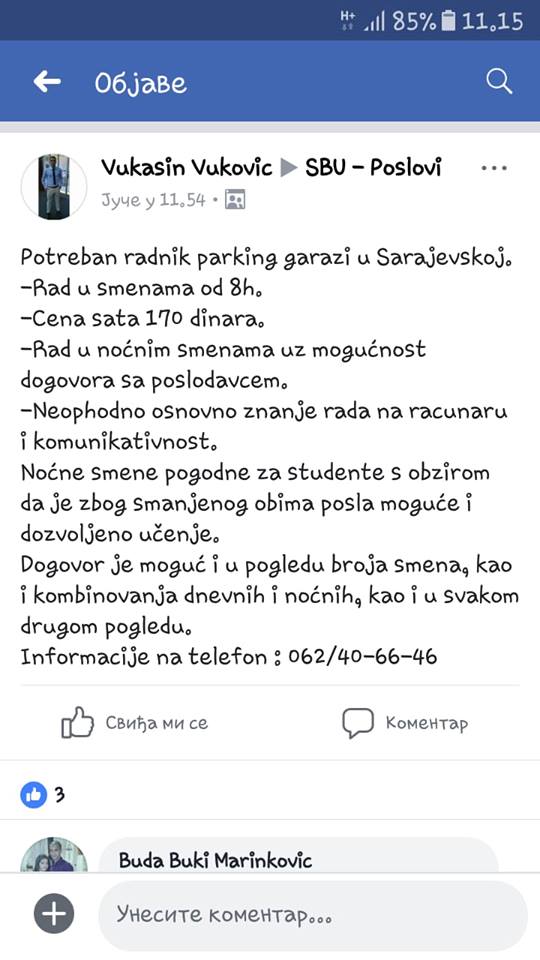 H+ 85% 11.15
Објаве
Vukasin Vukovic ▶ SBU - Poslovi
Јуче у 11.54 •
Potreban radnik parking garazi u Sarajevskoj.
-Rad u smenama od 8h.
-Cena sata 170 dinara.
-Rad u noćnim smenama uz mogućnost
dogovora sa poslodavcem.
-Neophodno osnovno znanje rada na racunaru
i komunikativnost.
Noćne smene pogodne za studente s obzirom
da je zbog smanjenog obima posla moguće i
dozvoljeno učenje.
Dogovor je moguć i u pogledu broja smena, kao
i kombinovanja dnevnih i noćnih, kao i u svakom
drugom pogledu.
Informacije na telefon : 062/40-66-46
Свиђа ми се
Коментар
3
Buda Buki Marinkovic
Унесите коментар...